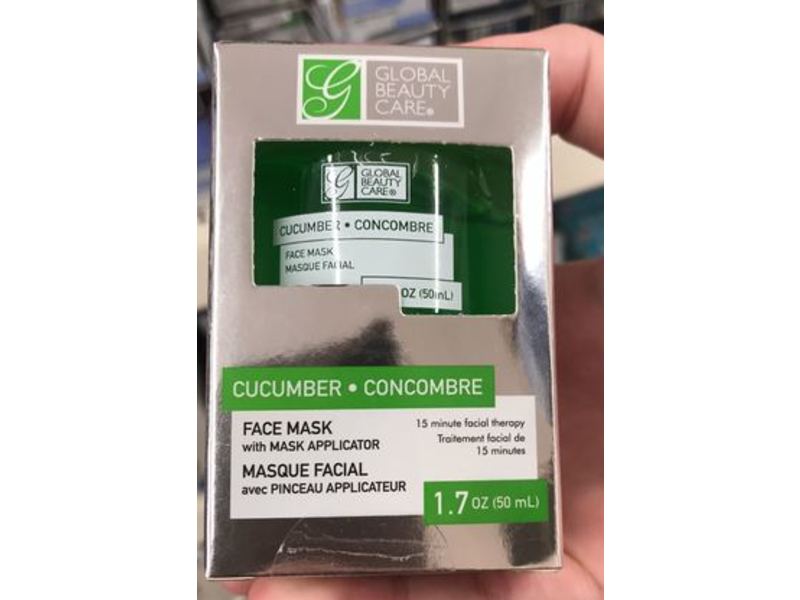 GLOBAL
BEAUTY
CARE®
GLOBAL
BEAUTY
CARE®
CUCUMBER • CONCOMBRE
FACE MASK
MASQUE FACIAL
OZ (50mL)
CUCUMBER • CONCOMBRE
FACE MASK
with MASK APPLICATOR
MASQUE FACIAL
avec PINCEAU APPLICATEUR
15 minute facial therapy
Traitement facial de
15 minutes
1.7 OZ (50 mL)